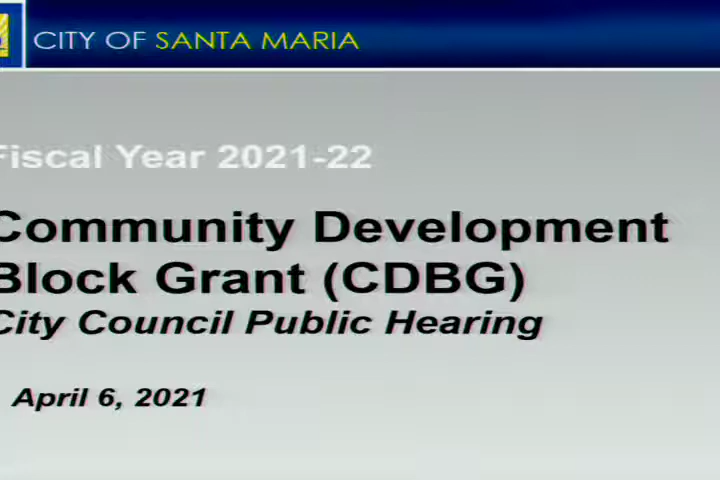 CITY OF SANTA MARIA
Fiscal Year 2021-22
Community Development
Block Grant (CDBG)
City Council Public Hearing
April 6, 2021